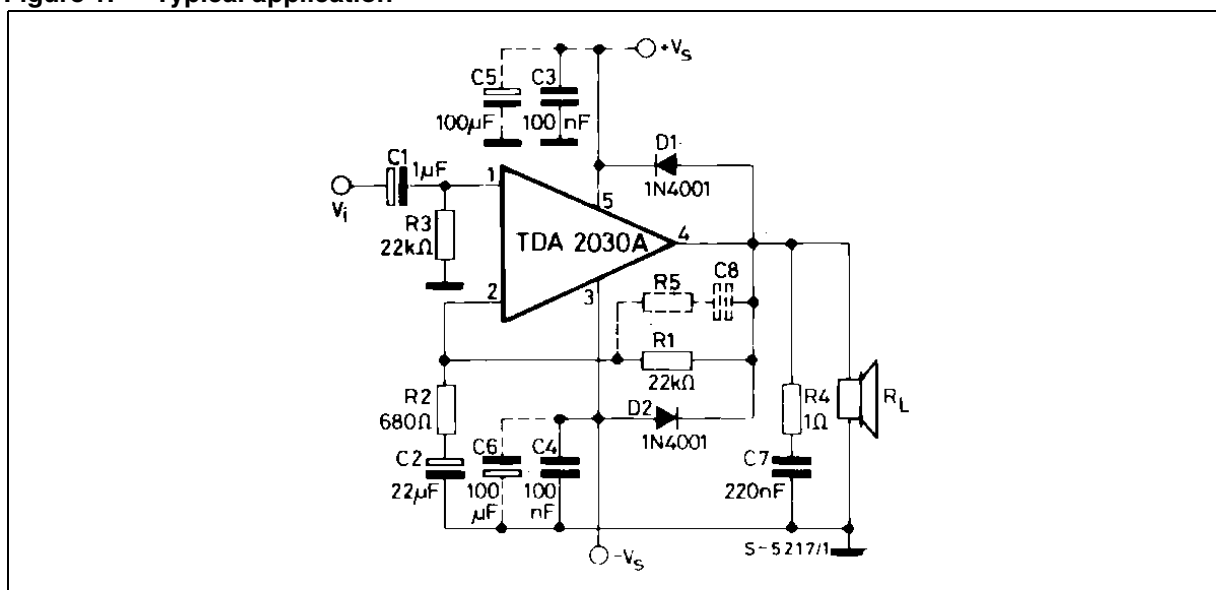 Figure 1. Typical application
+Vs
C5
C3
100µF
100 nF
D1
1N4001
C1
1µF
Vi
1
5
R3
22kΩ
TDA 2030A
4
2
3
R5
C8
R1
22kΩ
R2
680Ω
D2
1N4001
R4
1Ω
RL
C2
22µF
C6
100
µF
C4
100
nF
C7
220nF
S-5217/1
-Vs